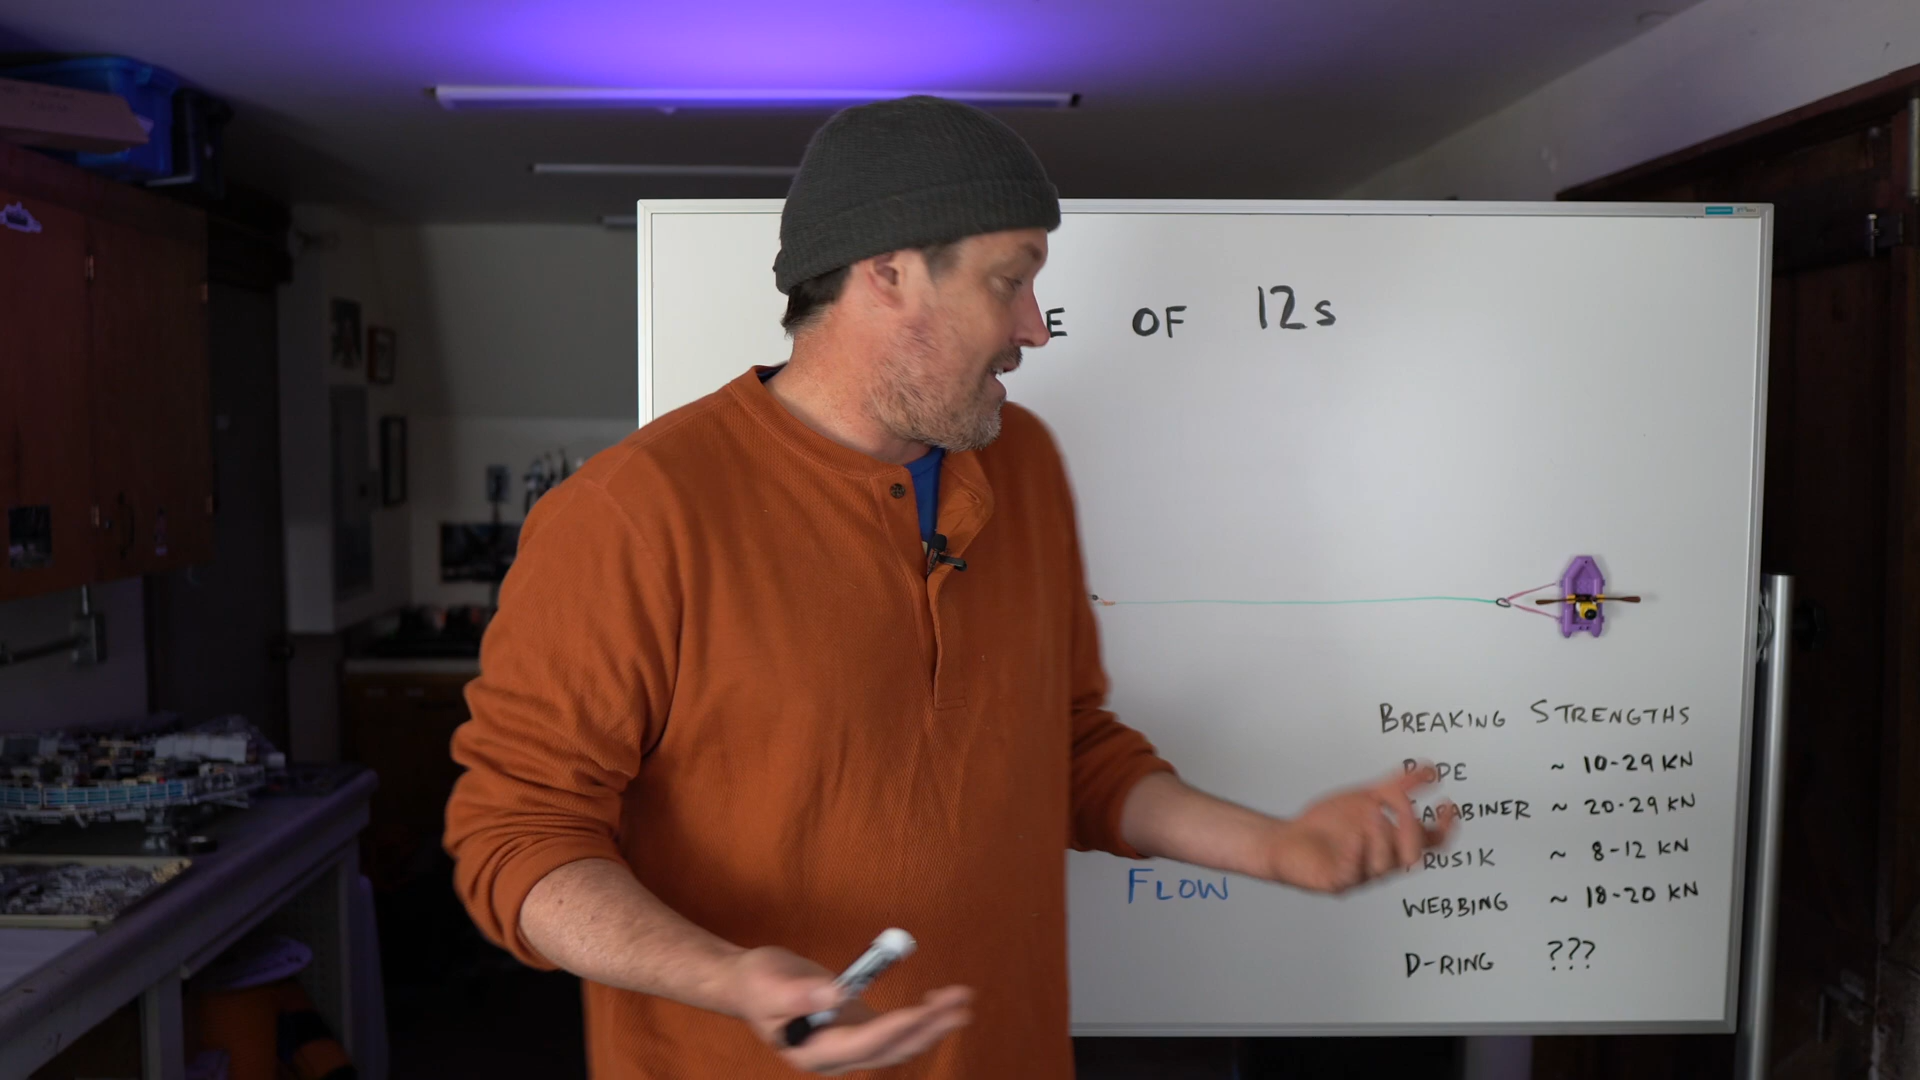 E OF 12s
BREAKING STRENGTHS
ROPE ~ 10-29 KN
CARABINER ~ 20-29 KN
PRUSIK ~ 8-12 KN
FLOW
WEBBING ~ 18-20 KN
D-RING ???